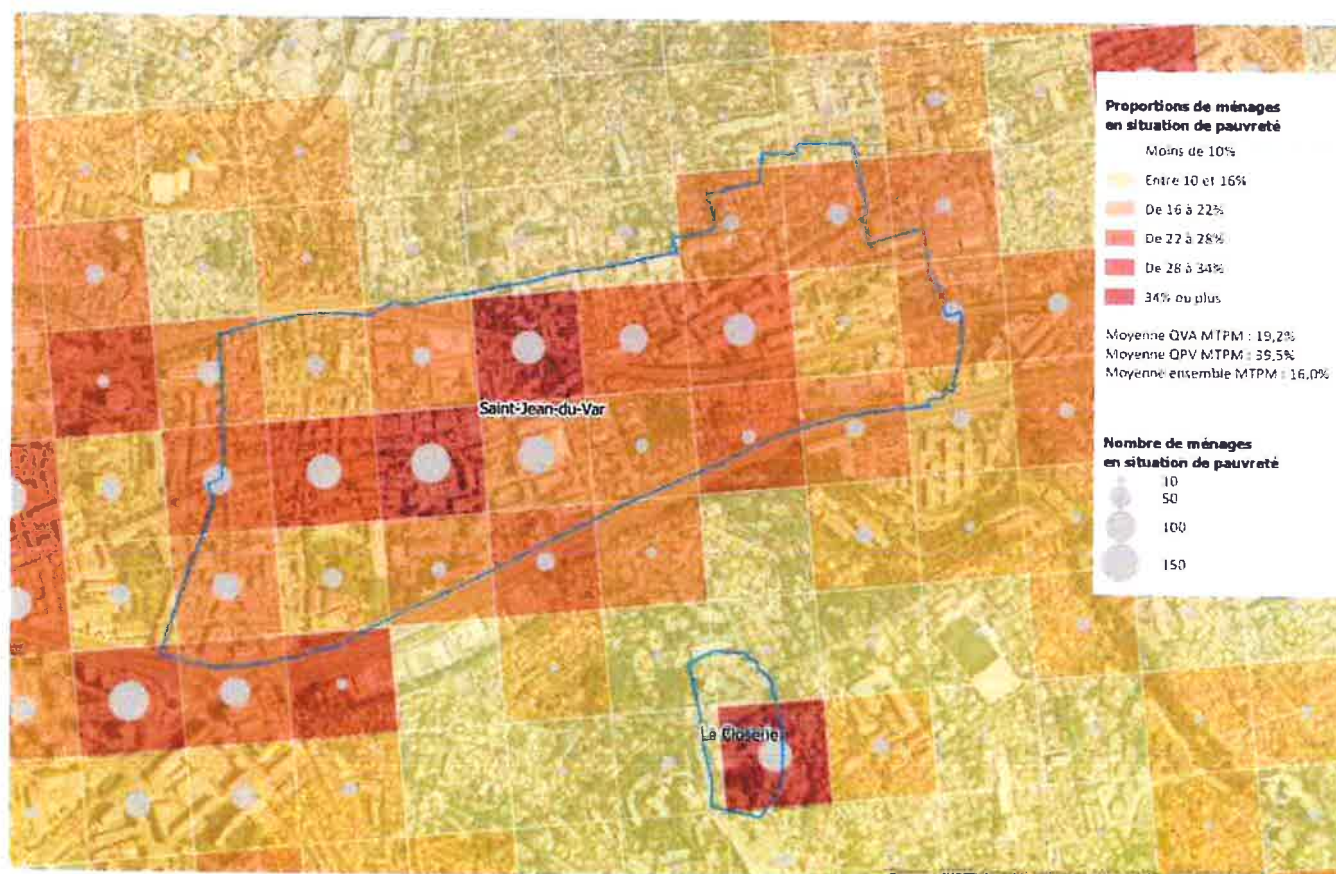 Proportions de ménages
en situation de pauvreté
Moins de 10%
Entre 10 et 16%
De 16 à 22%
De 22 à 28%
De 28 à 34%
34% ou plus
Moyenne QVA MTPM : 19,2%
Moyenne QPV MTPM : 39,5%
Moyenne ensemble MTPM : 16,0%
Saint-Jean-du-Var
Nombre de ménages
en situation de pauvreté
10
50
100
150
La Closerie